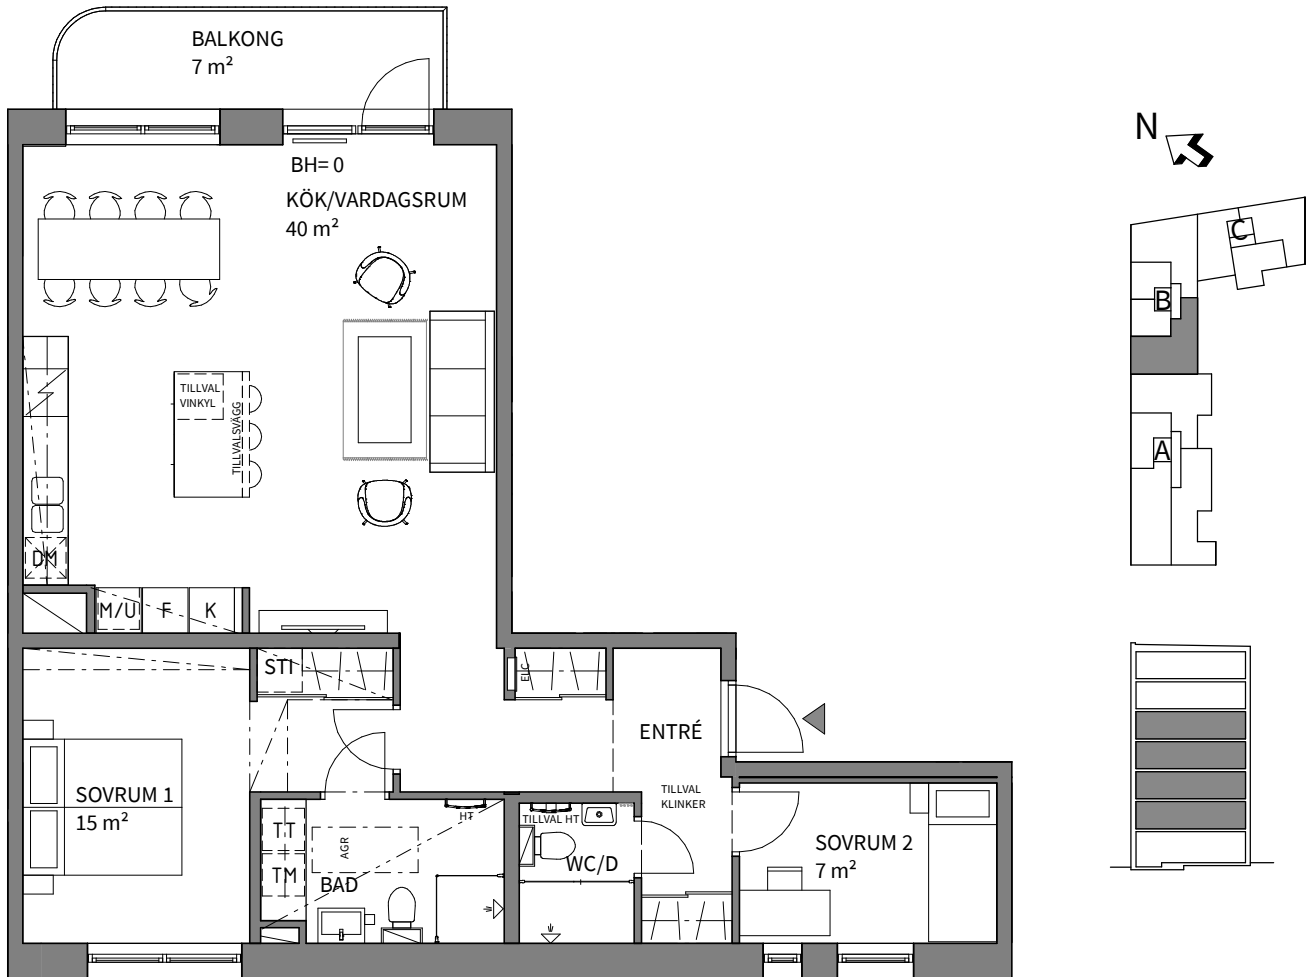 BALKONG
7 m²
BH= 0
KÖK/VARDAGSRUM
40 m²
TILLVAL
VINKYL
TILLVALSVÄGG
DM
M/U
F
K
STI
ELC
ENTRÉ
TILLVAL
KLINKER
SOVRUM 1
15 m²
TT
TM
AGR
BAD
HT
TILLVAL HT
WC/D
SOVRUM 2
7 m²
N
C
B
A